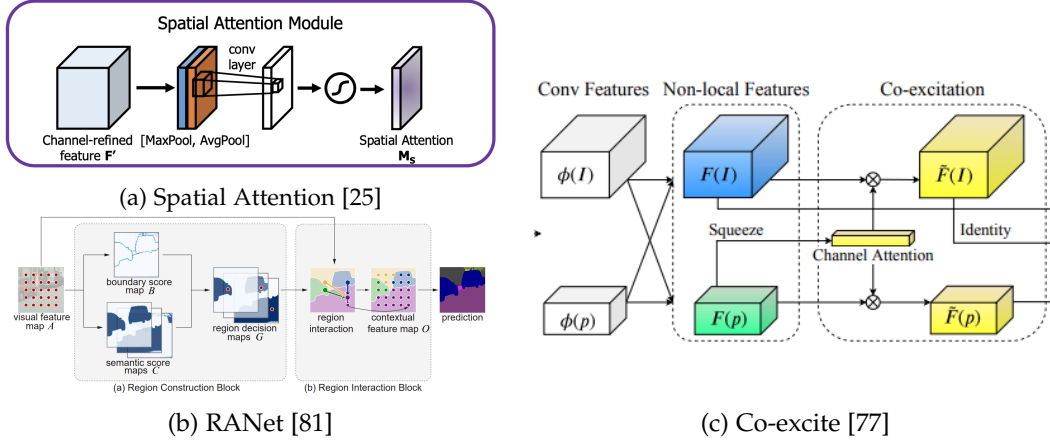 Spatial Attention Module
conv
layer
Channel-refined
feature F'
[MaxPool, AvgPool]
Spatial Attention
Mₛ
(a) Spatial Attention [25]
visual feature
map A
boundary score
map B
semantic score
maps C
region decision
maps G
region
interaction
contextual
feature map O
prediction
(a) Region Construction Block
(b) Region Interaction Block
(b) RANet [81]
Conv Features
Non-local Features
Co-excitation
ϕ(I)
F(I)
F̃(I)
Squeeze
Identity
Channel Attention
ϕ(p)
F(p)
F̃(p)
(c) Co-excite [77]